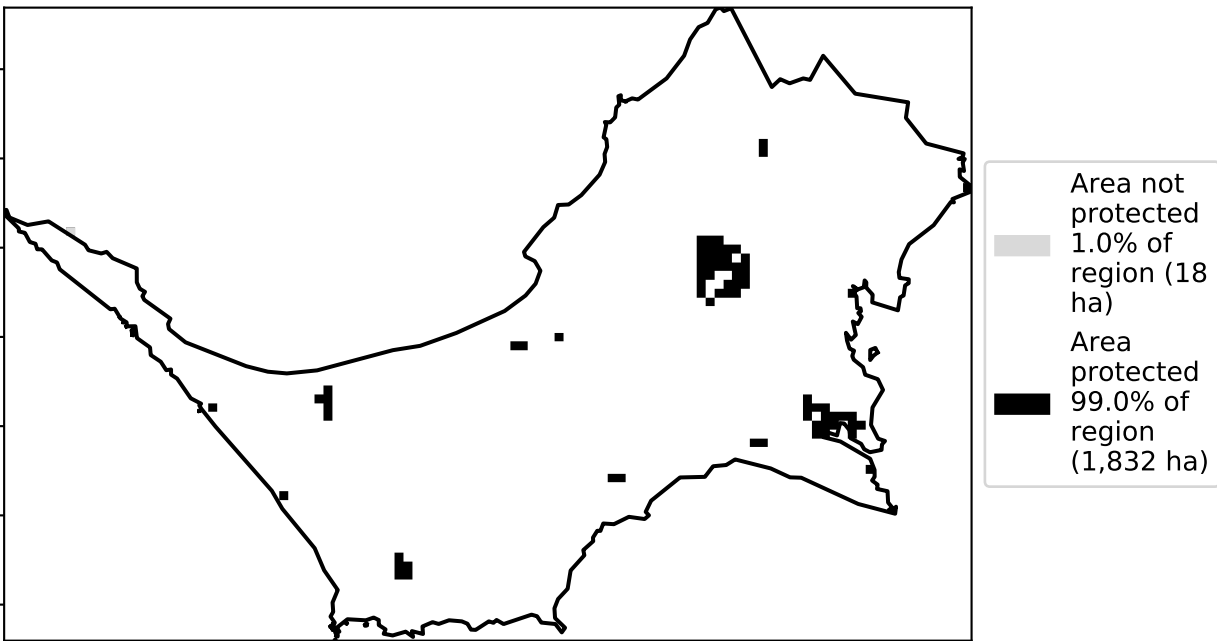 Area not
protected
1.0% of
region (18
ha)
Area
protected
99.0% of
region
(1,832 ha)